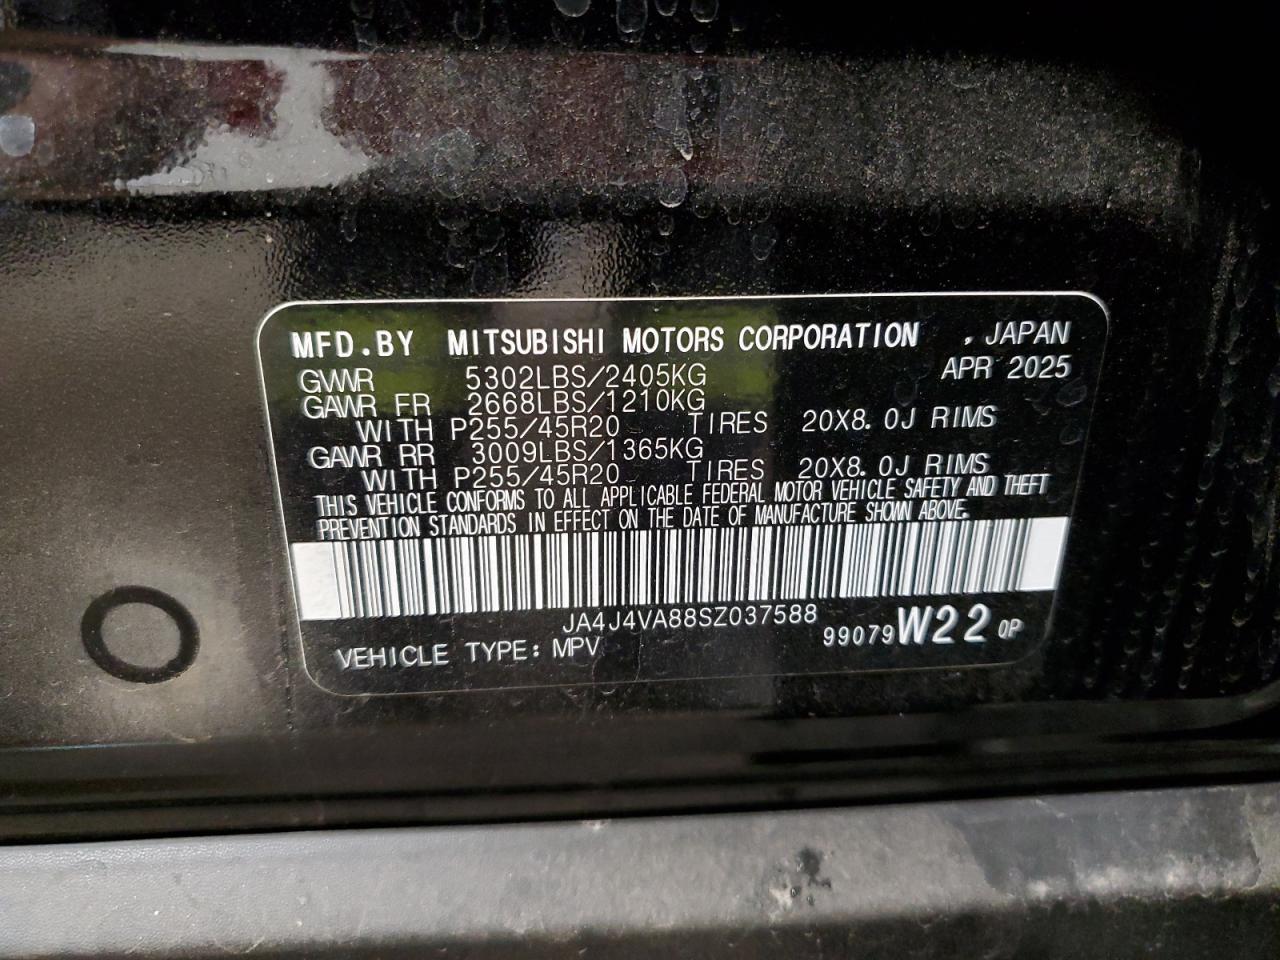 MFD.BY MITSUBISHI MOTORS CORPORATION . JAPAN
GVWR 5302LBS/2405KG APR 2025
GAWR FR 2668LBS/1210KG
WITH P255/45R20 TIRES 20X8.0J RIMS
GAWR RR 3009LBS/1365KG
WITH P255/45R20 TIRES 20X8.0J RIMS
THIS VEHICLE CONFORMS TO ALL APPLICABLE FEDERAL MOTOR VEHICLE SAFETY AND THEFT
PREVENTION STANDARDS IN EFFECT ON THE DATE OF MANUFACTURE SHOWN ABOVE.
JA4J4VA88SZ037588
VEHICLE TYPE: MPV 99079 W22 0P